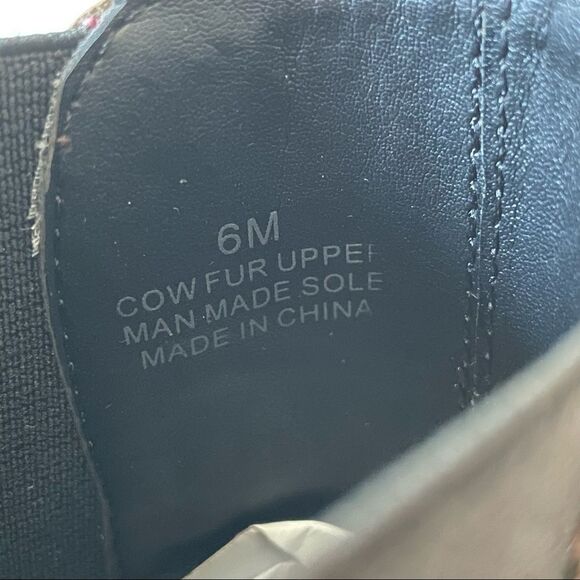 6M
COW FUR UPPER
MAN MADE SOLE
MADE IN CHINA